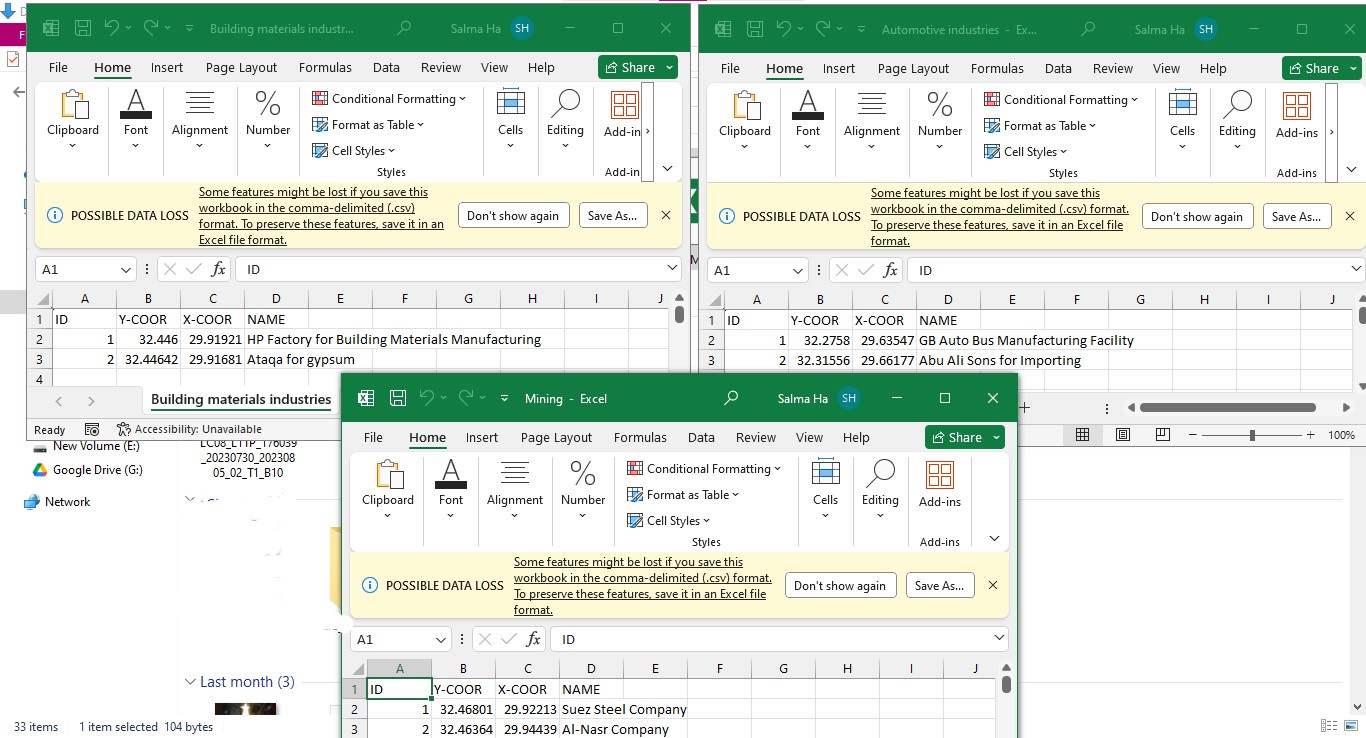 Building materials industr...
Salma Ha
SH
File Home Insert Page Layout Formulas Data Review View Help Share
Clipboard
Font
Alignment
Number
Conditional Formatting
Format as Table
Cell Styles
Styles
Cells
Editing
Add-in
Add-in
POSSIBLE DATA LOSS
Some features might be lost if you save this
workbook in the comma-delimited (.csv)
format. To preserve these features, save it in an
Excel file format.
Don't show again
Save As...
A1
fx
ID
A B C D E F G H I J
1 ID Y-COOR X-COOR NAME
2 1 32.446 29.91921 HP Factory for Building Materials Manufacturing
3 2 32.44642 29.91681 Ataqa for gypsum
4
Building materials industries
Ready
Accessibility: Unavailable
Automotive industries - Ex...
Salma Ha
SH
File Home Insert Page Layout Formulas Data Review View Help Share
Clipboard
Font
Alignment
Number
Conditional Formatting
Format as Table
Cell Styles
Styles
Cells
Editing
Add-ins
Add-ins
POSSIBLE DATA LOSS
Some features might be lost if you save this
workbook in the comma-delimited (.csv) format.
To preserve these features, save it in an Excel file
format.
Don't show again
Save As...
A1
fx
ID
A B C D E F G H I J
1 ID Y-COOR X-COOR NAME
2 1 32.2758 29.63547 GB Auto Bus Manufacturing Facility
3 2 32.31556 29.66177 Abu Ali Sons for Importing
100%
Mining - Excel
Salma Ha
SH
File Home Insert Page Layout Formulas Data Review View Help Share
Clipboard
Font
Alignment
Number
Conditional Formatting
Format as Table
Cell Styles
Styles
Cells
Editing
Add-ins
Add-ins
POSSIBLE DATA LOSS
Some features might be lost if you save this
workbook in the comma-delimited (.csv) format.
To preserve these features, save it in an Excel file
format.
Don't show again
Save As...
A1
fx
ID
A B C D E F G H I J
1 ID Y-COOR X-COOR NAME
2 1 32.46801 29.92213 Suez Steel Company
3 2 32.46364 29.94439 Al-Nasr Company
New Volume (E:)
Google Drive (G:)
Network
LC08_L1TP_176039
_20230730_202308
05_02_T1_B10
Last month (3)
33 items
1 item selected 104 bytes